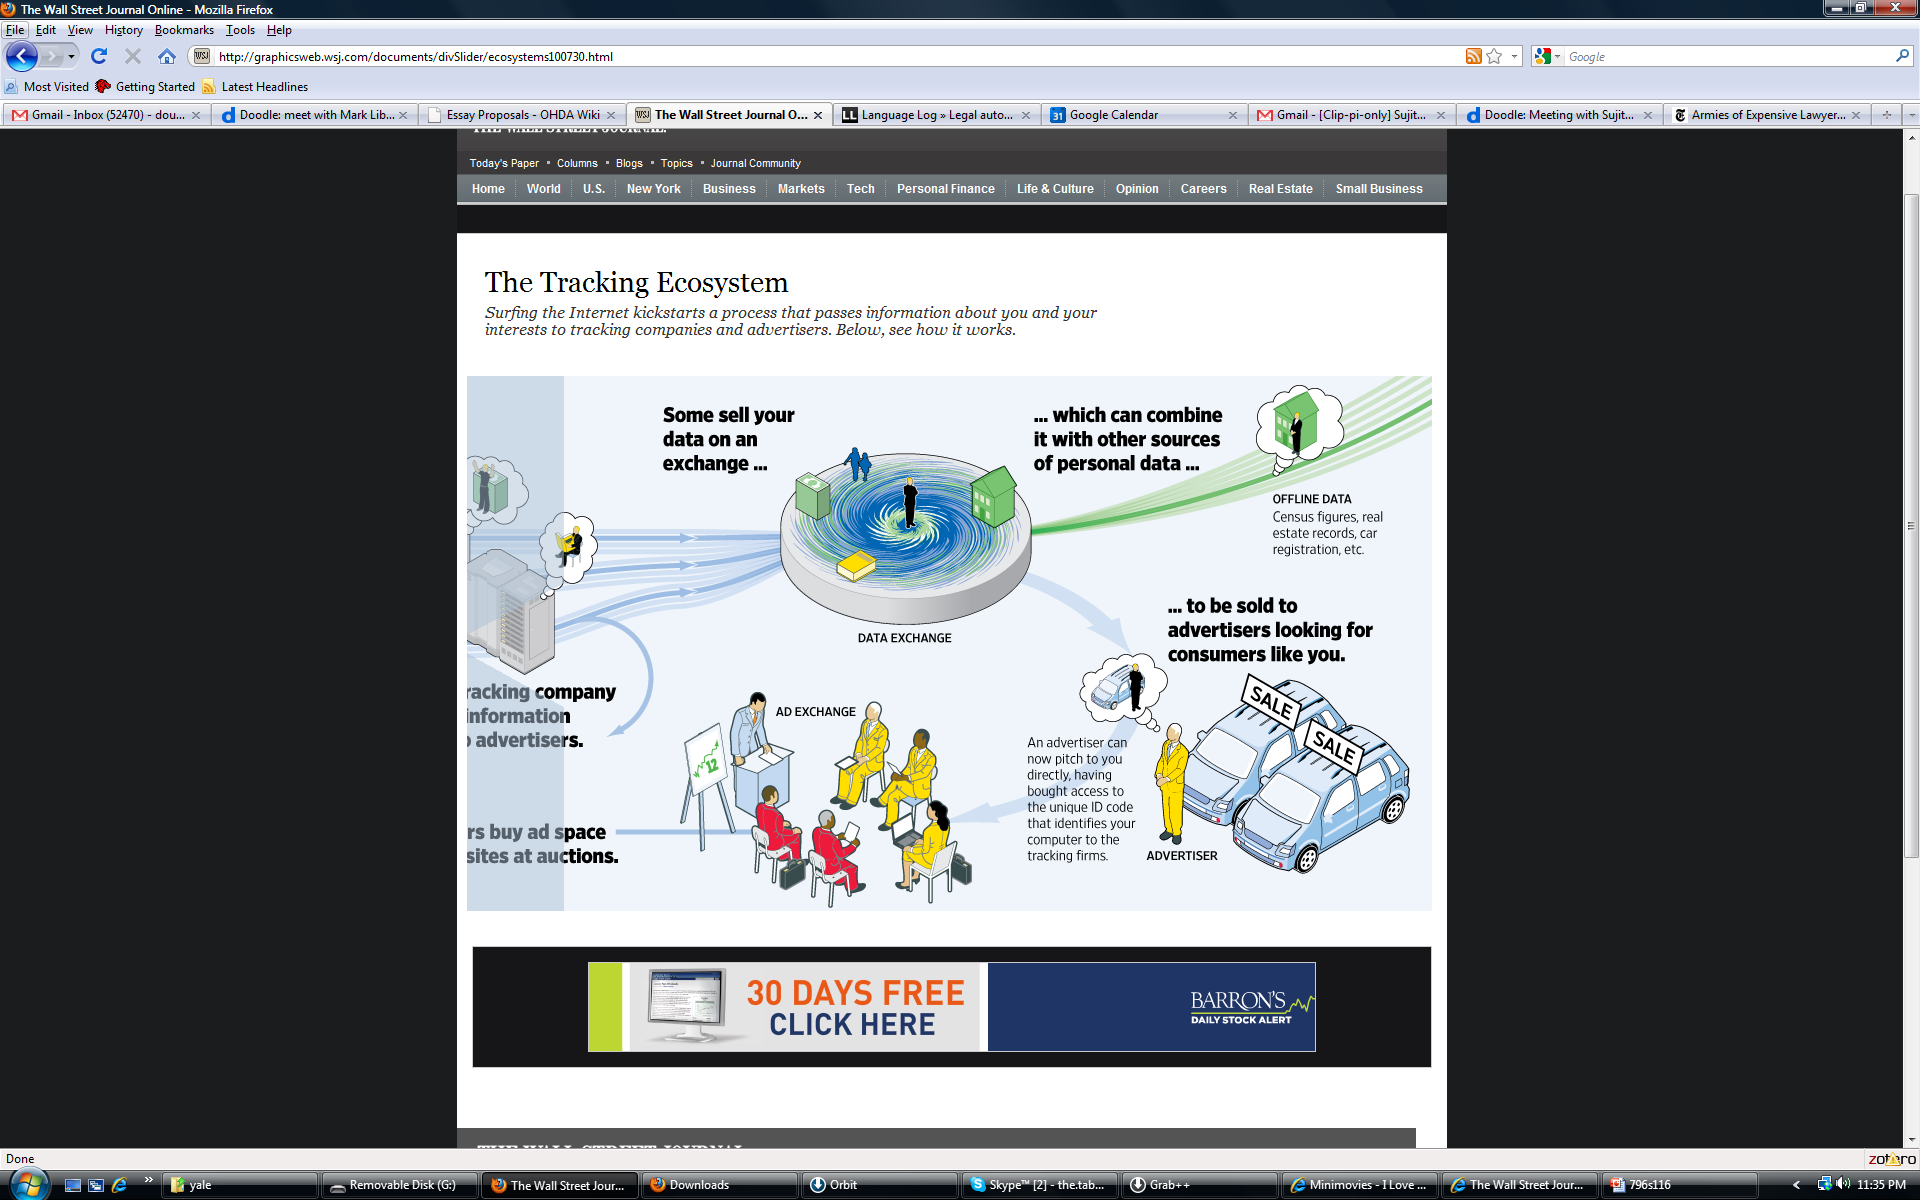 The Wall Street Journal Online - Mozilla Firefox
File Edit View History Bookmarks Tools Help
http://graphicsweb.wsj.com/documents/divSlider/ecosystems100730.html
Google
Most Visited Getting Started Latest Headlines
Gmail - Inbox (52470) - dou...
Doodle: meet with Mark Lib...
Essay Proposals - OHDA Wiki
The Wall Street Journal O...
Language Log » Legal auto...
Google Calendar
Gmail - [Clip-pi-only] Sujit...
Doodle: Meeting with Sujit...
Armies of Expensive Lawyer...
THE WALL STREET JOURNAL.
Today's Paper • Columns • Blogs • Topics • Journal Community
Home World U.S. New York Business Markets Tech Personal Finance Life & Culture Opinion Careers Real Estate Small Business
The Tracking Ecosystem
Surfing the Internet kickstarts a process that passes information about you and your
interests to tracking companies and advertisers. Below, see how it works.
Some sell your
data on an
exchange ...
... which can combine
it with other sources
of personal data ...
OFFLINE DATA
Census figures, real
estate records, car
registration, etc.
DATA EXCHANGE
... to be sold to
advertisers looking for
consumers like you.
racking company
information
o advertisers.
AD EXCHANGE
12
SALE
SALE
An advertiser can
now pitch to you
directly, having
bought access to
the unique ID code
that identifies your
computer to the
tracking firms.
ADVERTISER
rs buy ad space
sites at auctions.
30 DAYS FREE
CLICK HERE
BARRON'S
DAILY STOCK ALERT
THE WALL STREET JOURNAL
Done
zotero
yale
Removable Disk (G:)
The Wall Street Jour...
Downloads
Orbit
Skype™ [2] - the.tab...
Grab++
Minimovies - I Love ...
The Wall Street Jour...
796s116
11:35 PM